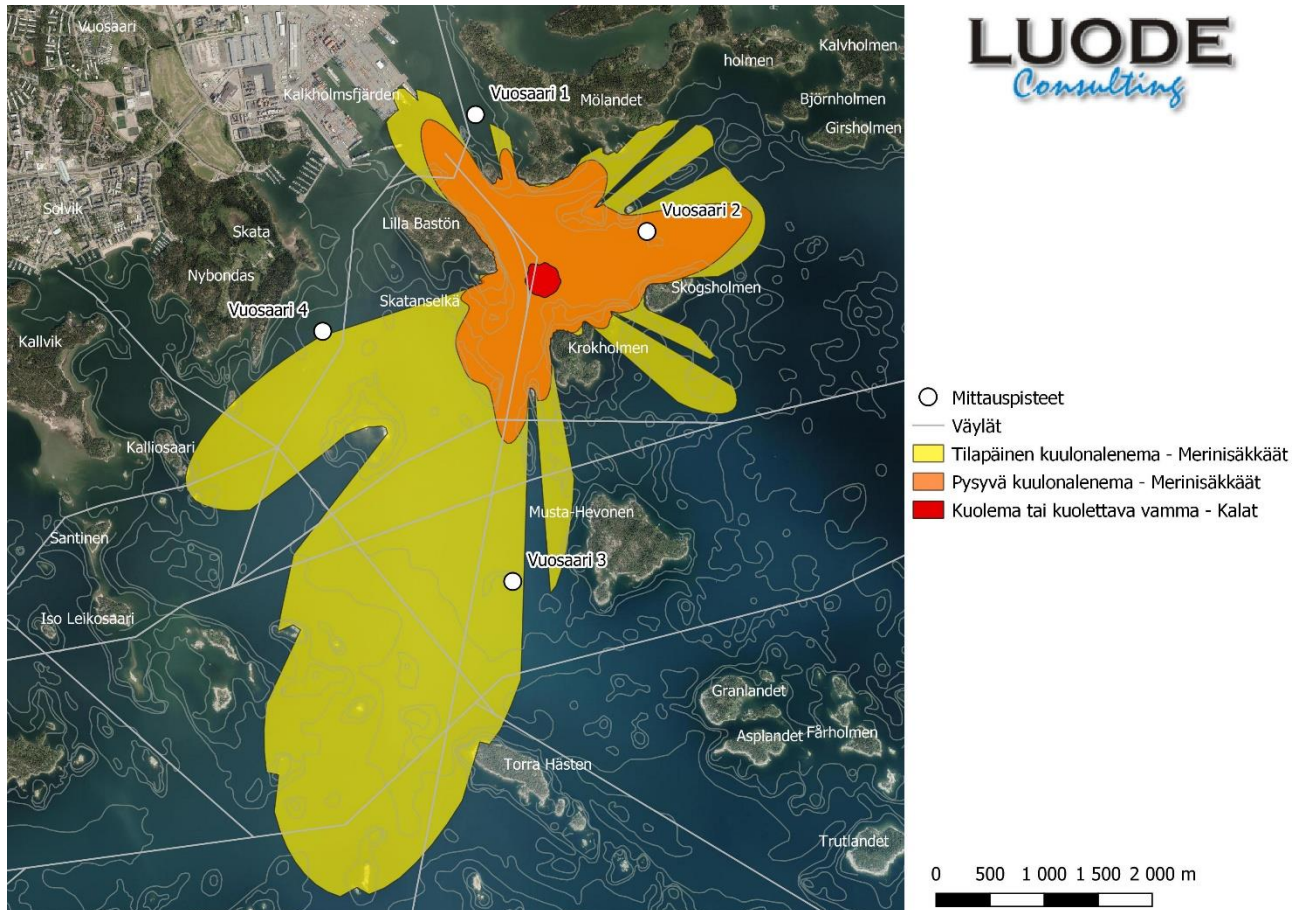 Vuosaari
Kalkholmsfjärden
Vuosaari 1
Mölandet
holmen
Kalvholmen
Björnholmen
Girsholmen
Solvik
Skata
Lilla Bastön
Vuosaari 2
Nybondas
Skatanselkä
Skogsholmen
Vuosaari 4
Kallvik
Krokholmen
Kalliosaari
Musta-Hevonen
Santinen
Vuosaari 3
Iso Leikosaari
Granlandet
Asplandet
Fårholmen
Torra Hästen
Trutlandet
LUODE
Consulting
Mittauspisteet
Väylät
Tilapäinen kuulonalenema - Merinisäkkäät
Pysyvä kuulonalenema - Merinisäkkäät
Kuolema tai kuolettava vamma - Kalat
0 500 1 000 1 500 2 000 m